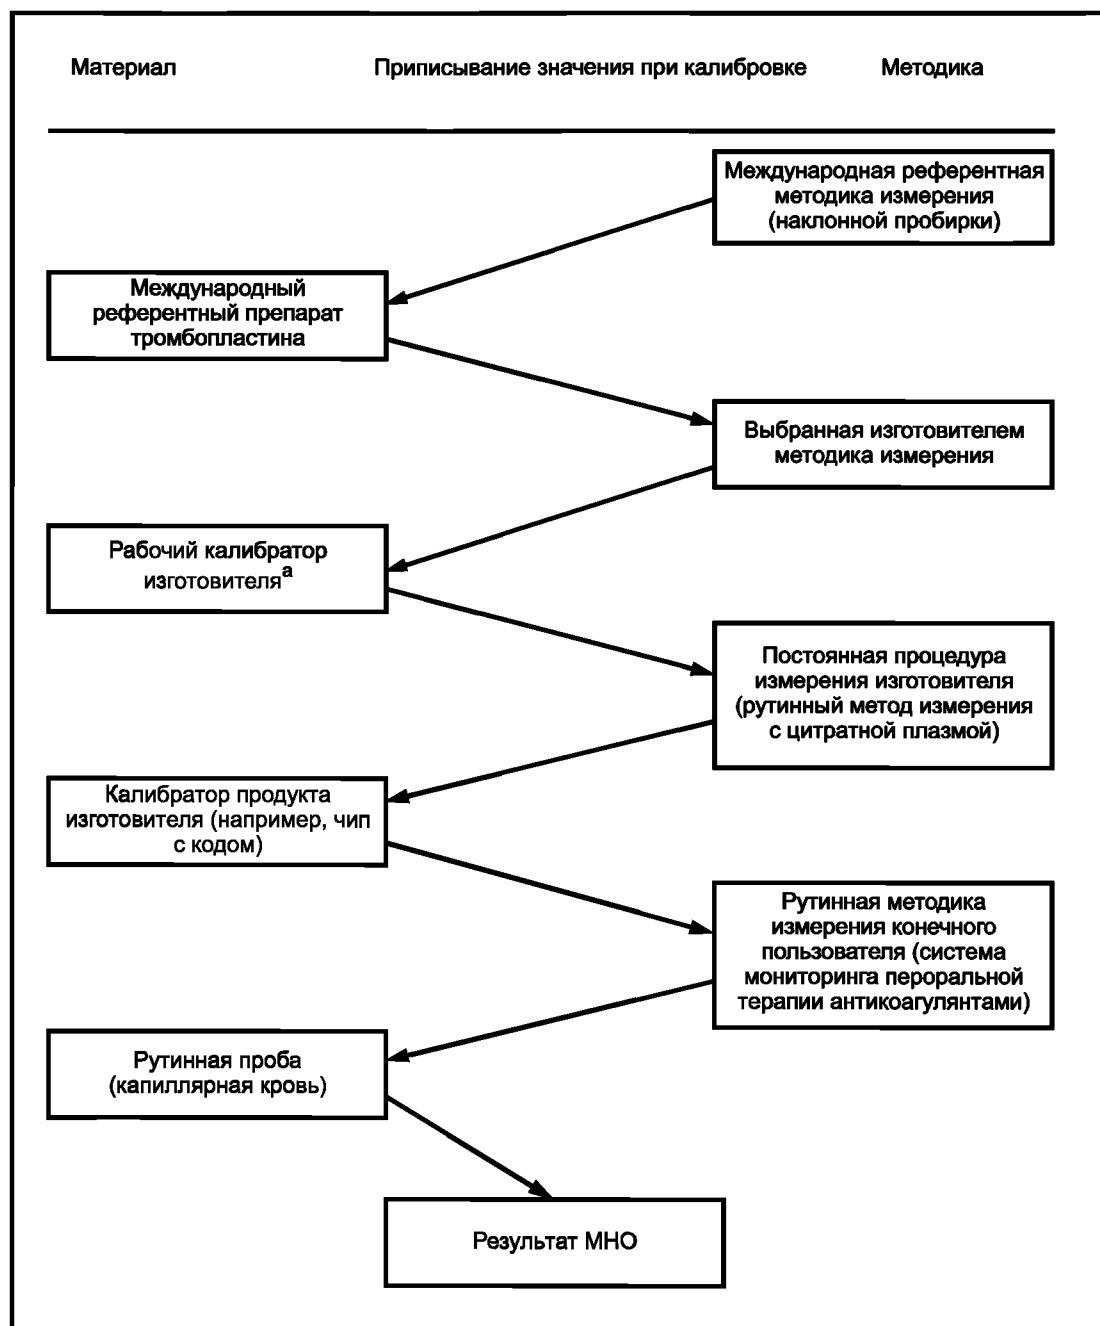 Материал Приписывание значения при калибровке Методика
Международная референтная
методика измерения
(наклонной пробирки)
Международный
референтный препарат
тромбопластина
Выбранная изготовителем
методика измерения
Рабочий калибратор
изготовителяа
Постоянная процедура
измерения изготовителя
(рутинный метод измерения
с цитратной плазмой)
Калибратор продукта
изготовителя (например, чип
с кодом)
Рутинная методика
измерения конечного
пользователя (система
мониторинга пероральной
терапии антикоагулянтами)
Рутинная проба
(капиллярная кровь)
Результат МНО